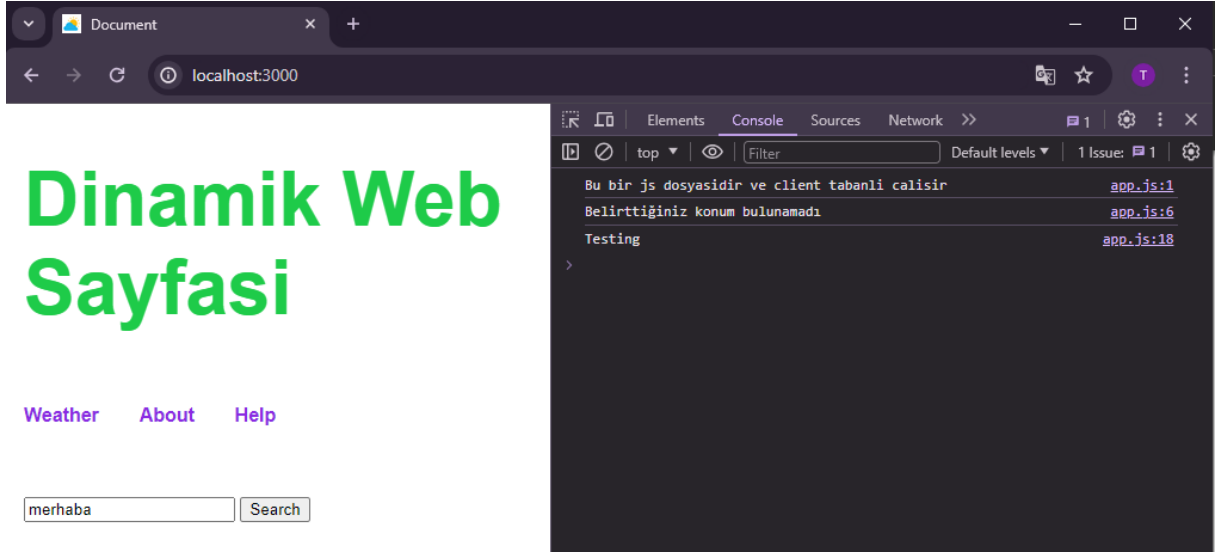 Document
localhost:3000
T
Elements Console Sources Network 1
top Filter Default levels 1 Issue: 1
Bu bir js dosyasidir ve client tabanli calisir app.js:1
Belirttiğiniz konum bulunamadı app.js:6
Testing app.js:18
Dinamik Web
Sayfasi
Weather About Help
merhaba Search